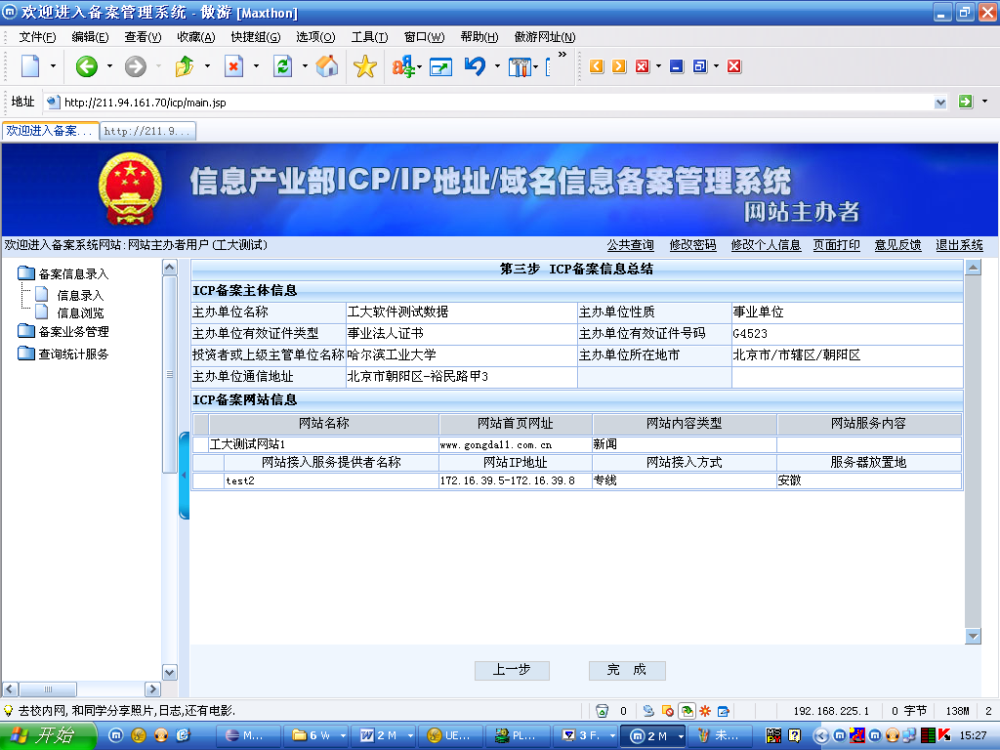 欢迎进入备案管理系统 - 傲游 [Maxthon]
文件(F) 编辑(E) 查看(V) 收藏(A) 快捷组(G) 选项(O) 工具(T) 窗口(W) 帮助(H) 傲游网址(N)
地址 http://211.94.161.70/icp/main.jsp
欢迎进入备案... http://211.9...
信息产业部ICP/IP地址/域名信息备案管理系统
网站主办者
欢迎进入备案系统网站:网站主办者用户(工大测试) 公共查询 修改密码 修改个人信息 页面打印 意见反馈 退出系统
备案信息录入
信息录入
信息浏览
备案业务管理
查询统计服务
第三步 ICP备案信息总结
ICP备案主体信息
主办单位名称 工大软件测试数据 主办单位性质 事业单位
主办单位有效证件类型 事业法人证书 主办单位有效证件号码 G4523
投资者或上级主管单位名称 哈尔滨工业大学 主办单位所在地市 北京市/市辖区/朝阳区
主办单位通信地址 北京市朝阳区-裕民路甲3
ICP备案网站信息
网站名称 网站首页网址 网站内容类型 网站服务内容
工大测试网站1 www.gongda11.com.cn 新闻
网站接入服务提供者名称 网站IP地址 网站接入方式 服务器放置地
test2 172.16.39.5-172.16.39.8 专线 安徽
上一步 完 成
去校内网,和同学分享照片,日志,还有电影. 0 192.168.225.1 0 字节 138M 2
开始 M... 6 W 2 M UE... PL... 3 F. 2 M 未... 15:27